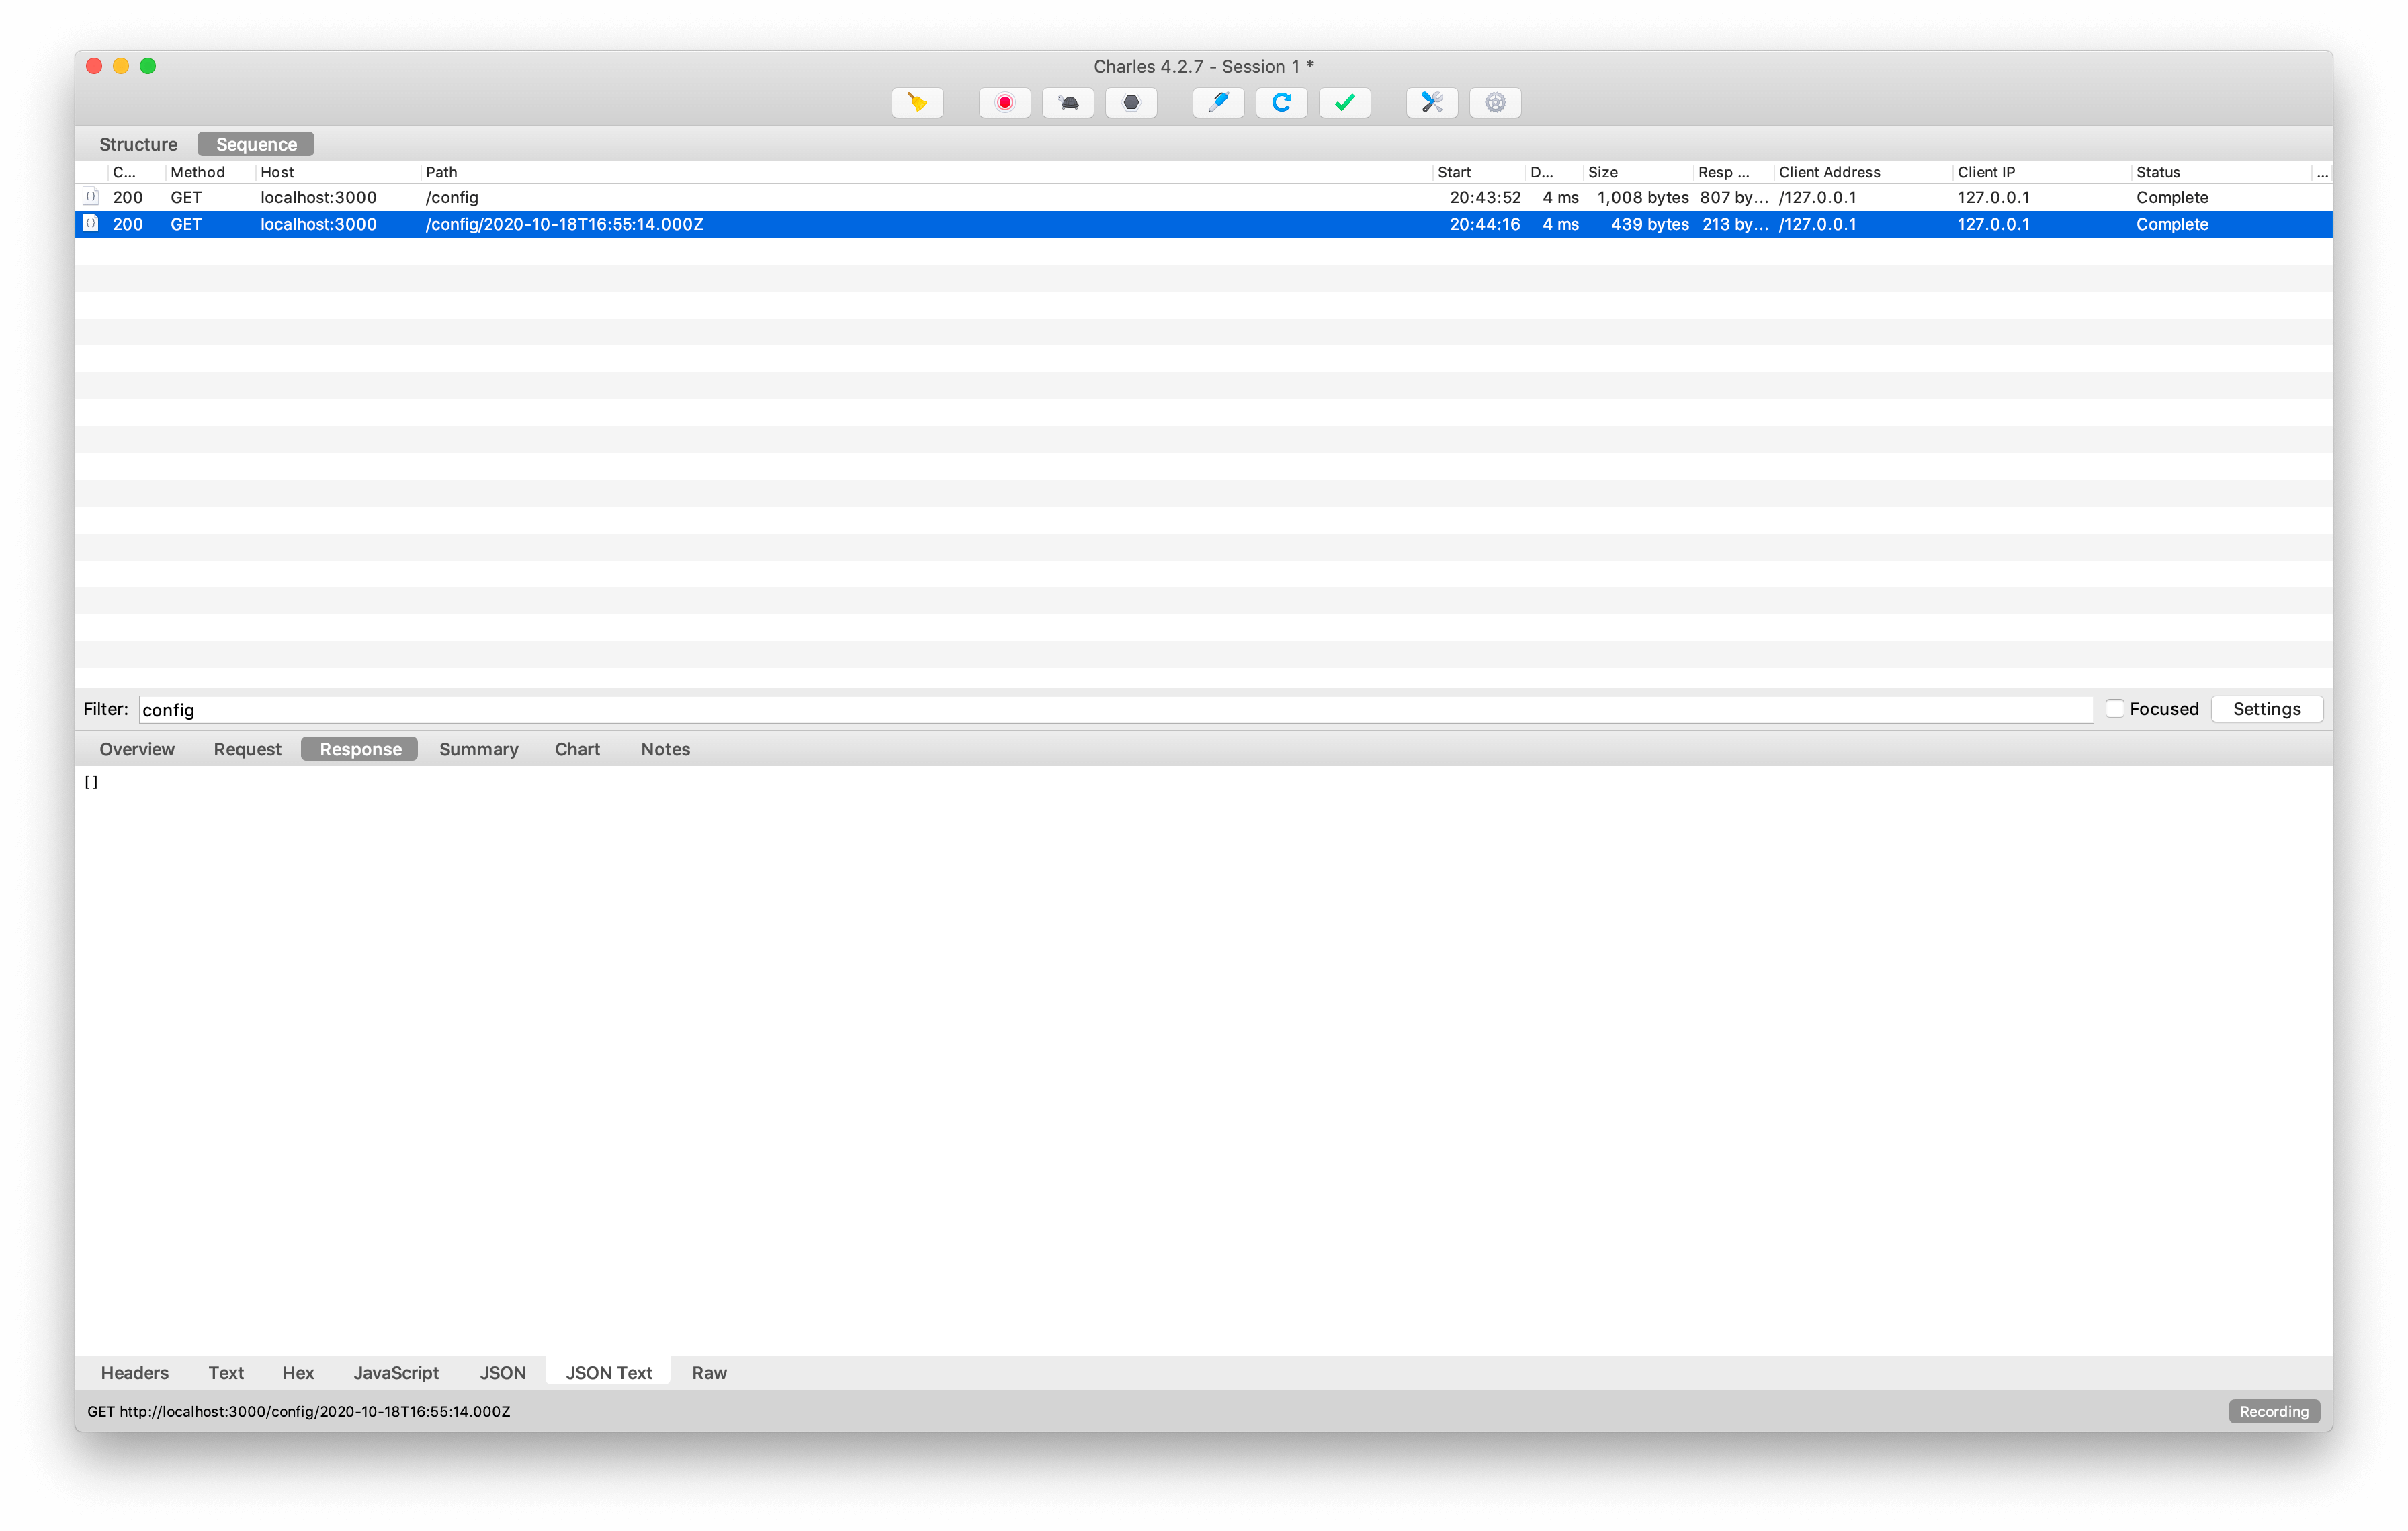 Charles 4.2.7 - Session 1 *
Structure Sequence
C... Method Host Path Start D... Size Resp ... Client Address Client IP Status ...
200 GET localhost:3000 /config 20:43:52 4 ms 1,008 bytes 807 by... /127.0.0.1 127.0.0.1 Complete
200 GET localhost:3000 /config/2020-10-18T16:55:14.000Z 20:44:16 4 ms 439 bytes 213 by... /127.0.0.1 127.0.0.1 Complete
Filter: config Focused Settings
Overview Request Response Summary Chart Notes
[]
Headers Text Hex JavaScript JSON JSON Text Raw
GET http://localhost:3000/config/2020-10-18T16:55:14.000Z Recording